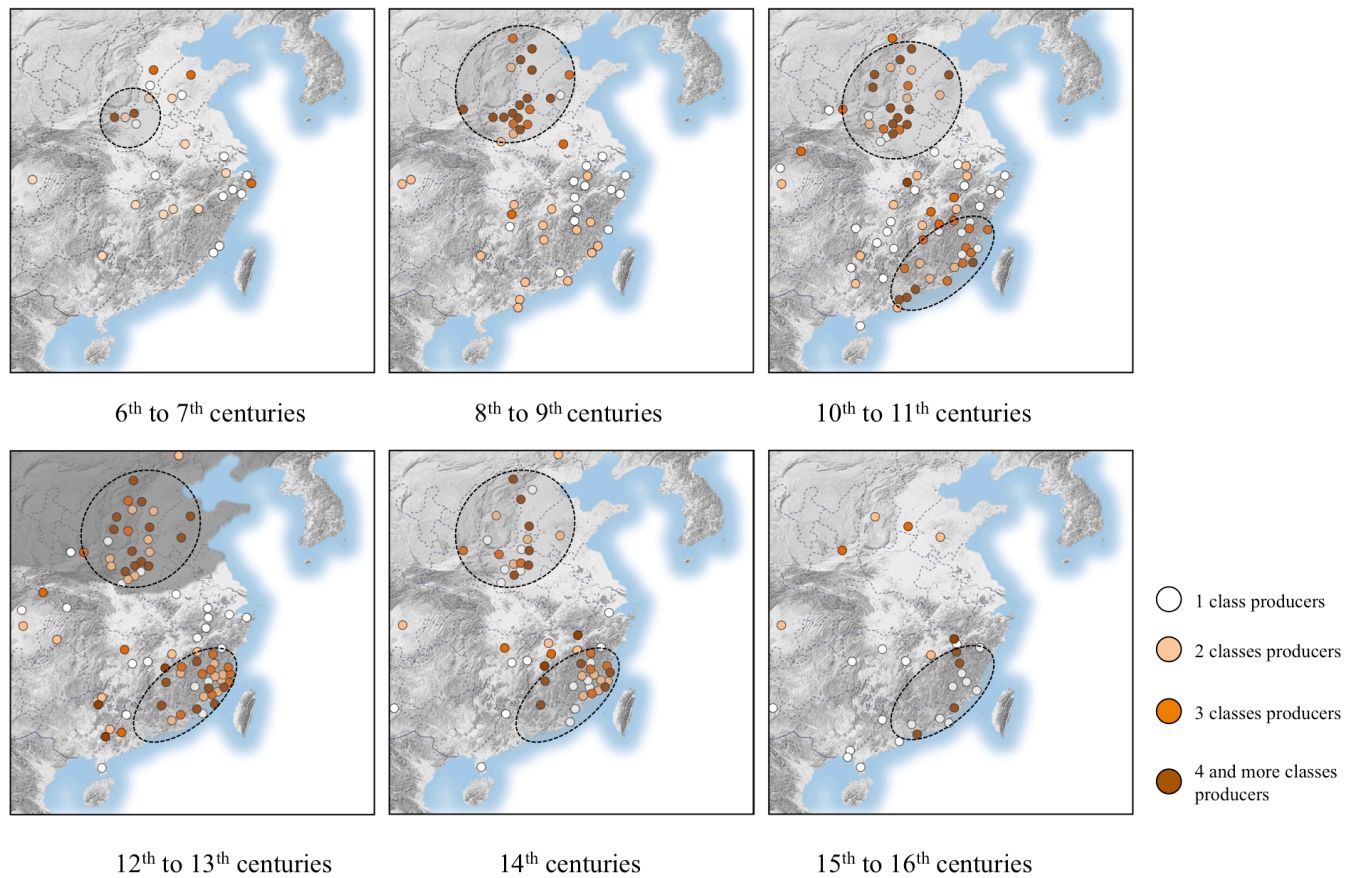 6th to 7th centuries
8th to 9th centuries
10th to 11th centuries
12th to 13th centuries
14th centuries
15th to 16th centuries
1 class producers
2 classes producers
3 classes producers
4 and more classes
producers